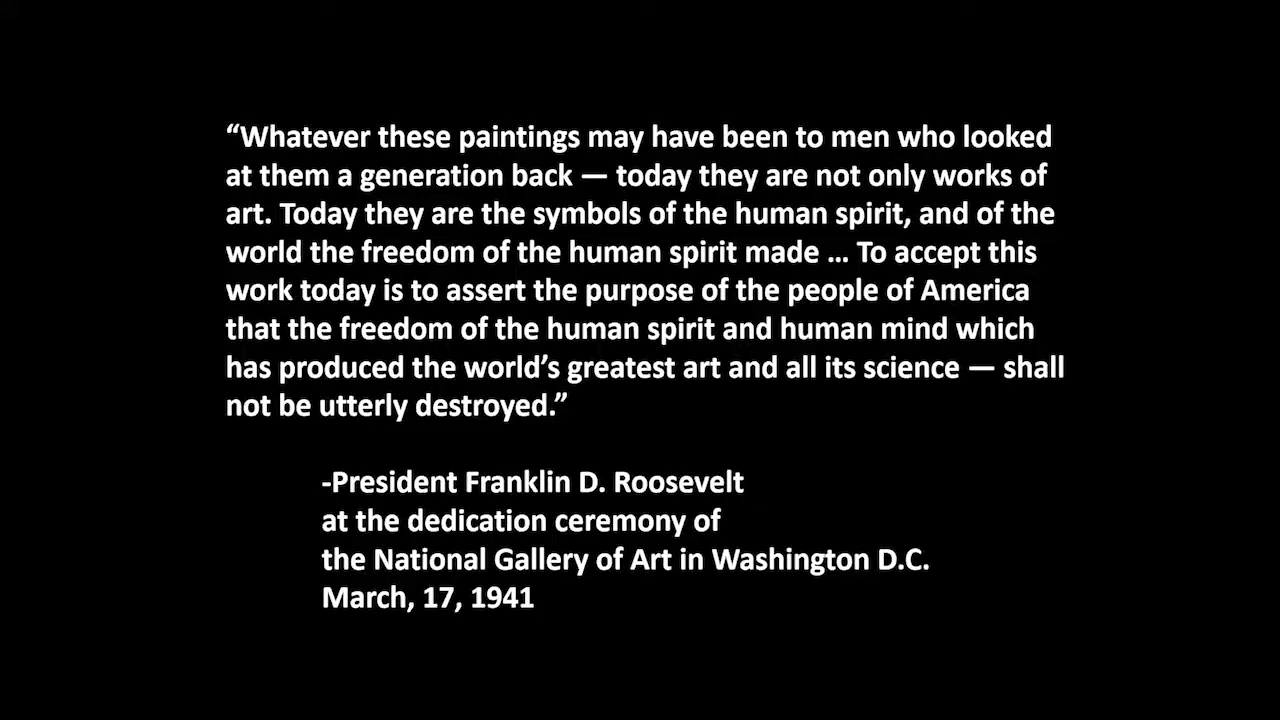 “Whatever these paintings may have been to men who looked
at them a generation back — today they are not only works of
art. Today they are the symbols of the human spirit, and of the
world the freedom of the human spirit made … To accept this
work today is to assert the purpose of the people of America
that the freedom of the human spirit and human mind which
has produced the world’s greatest art and all its science — shall
not be utterly destroyed.”
-President Franklin D. Roosevelt
at the dedication ceremony of
the National Gallery of Art in Washington D.C.
March, 17, 1941